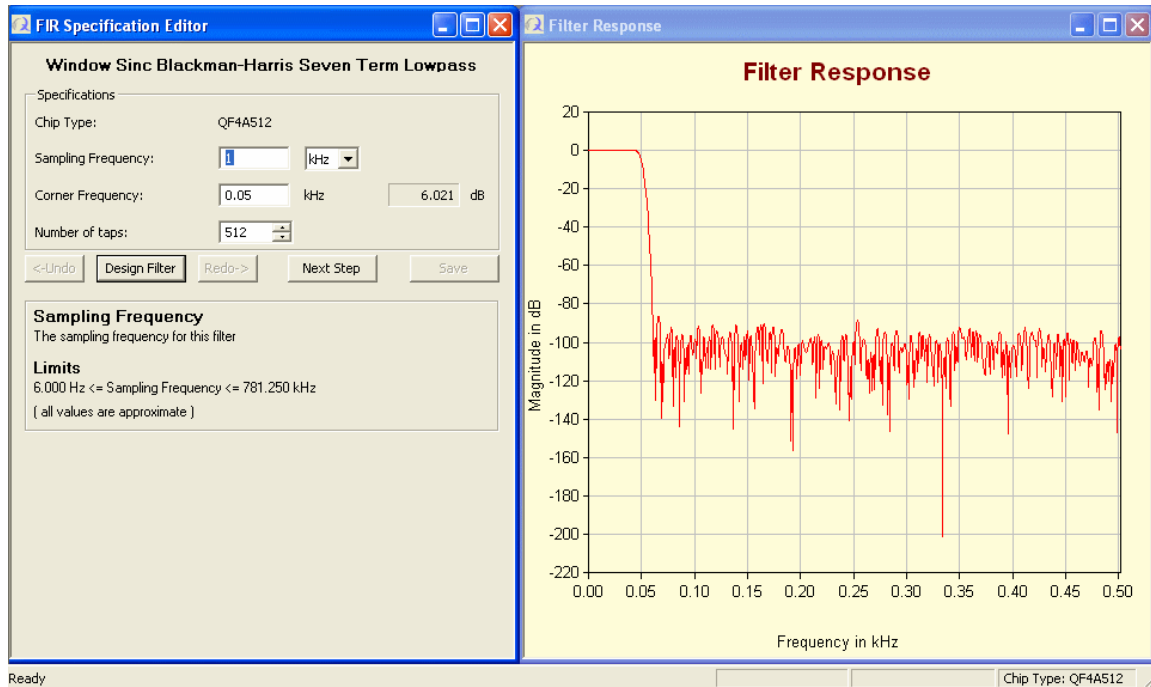 FIR Specification Editor
Window Sinc Blackman-Harris Seven Term Lowpass
Specifications
Chip Type: QF4A512
Sampling Frequency: 1 kHz
Corner Frequency: 0.05 kHz 6.021 dB
Number of taps: 512
<-Undo Design Filter Redo-> Next Step Save
Sampling Frequency
The sampling frequency for this filter
Limits
6.000 Hz <= Sampling Frequency <= 781.250 kHz
( all values are approximate )
Filter Response
Filter Response
Magnitude in dB
20
0
-20
-40
-60
-80
-100
-120
-140
-160
-180
-200
-220
0.00 0.05 0.10 0.15 0.20 0.25 0.30 0.35 0.40 0.45 0.50
Frequency in kHz
Ready Chip Type: QF4A512